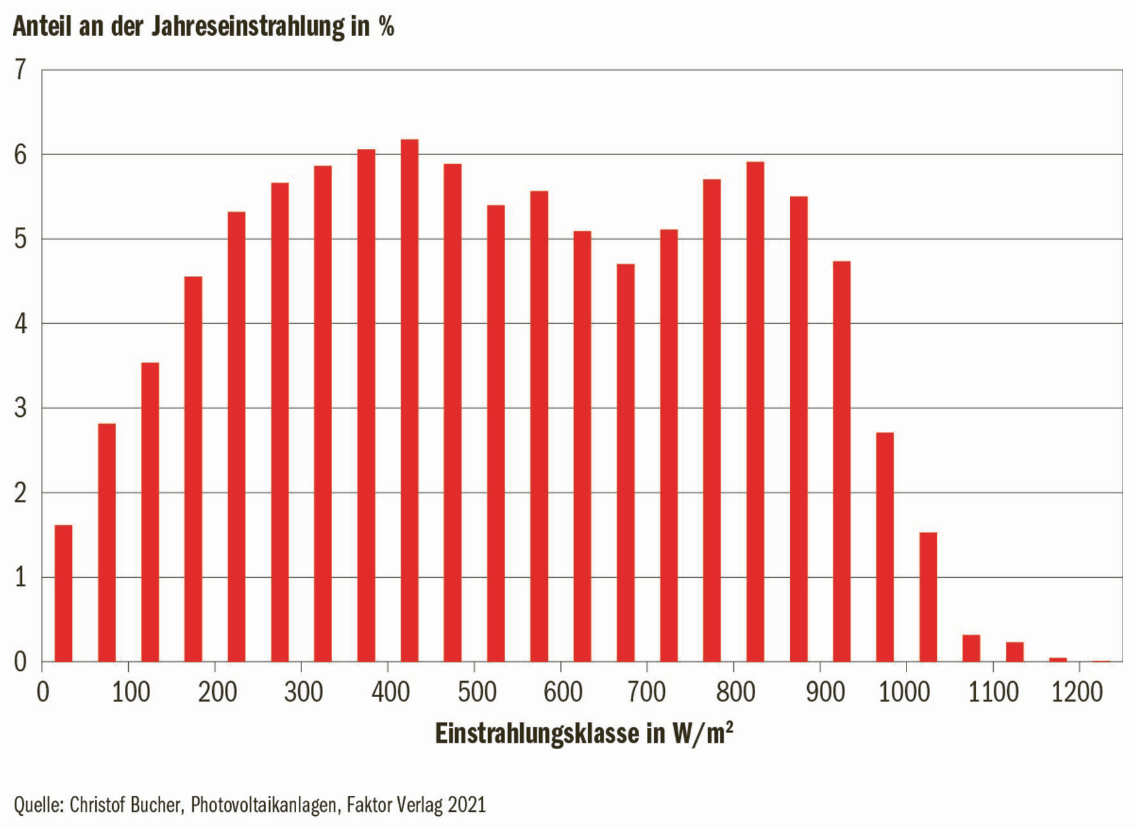 Anteil an der Jahreseinstrahlung in %
7
6
5
4
3
2
1
0
0 100 200 300 400 500 600 700 800 900 1000 1100 1200
Einstrahlungsklasse in W/m²
Quelle: Christof Bucher, Photovoltaikanlagen, Faktor Verlag 2021